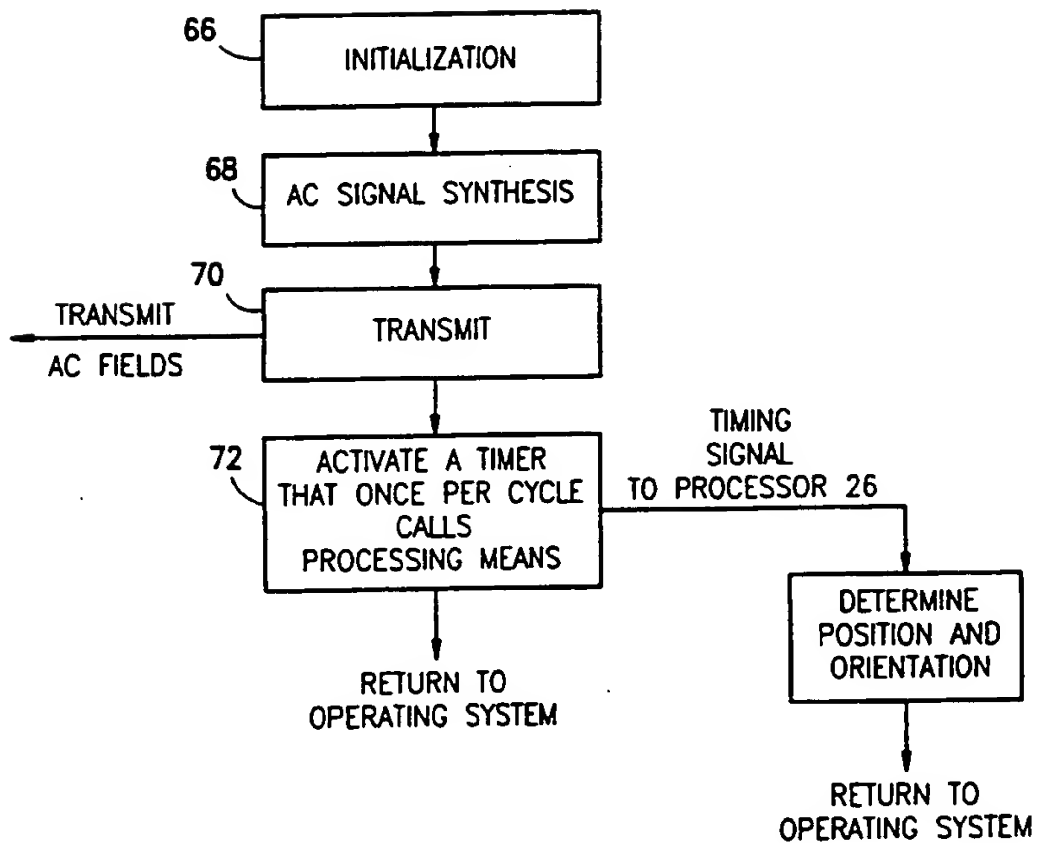 66
INITIALIZATION
68
AC SIGNAL SYNTHESIS
70
TRANSMIT
TRANSMIT
AC FIELDS
72
ACTIVATE A TIMER
THAT ONCE PER CYCLE
CALLS
PROCESSING MEANS
TIMING
SIGNAL
TO PROCESSOR 26
DETERMINE
POSITION AND
ORIENTATION
RETURN TO
OPERATING SYSTEM
RETURN TO
OPERATING SYSTEM